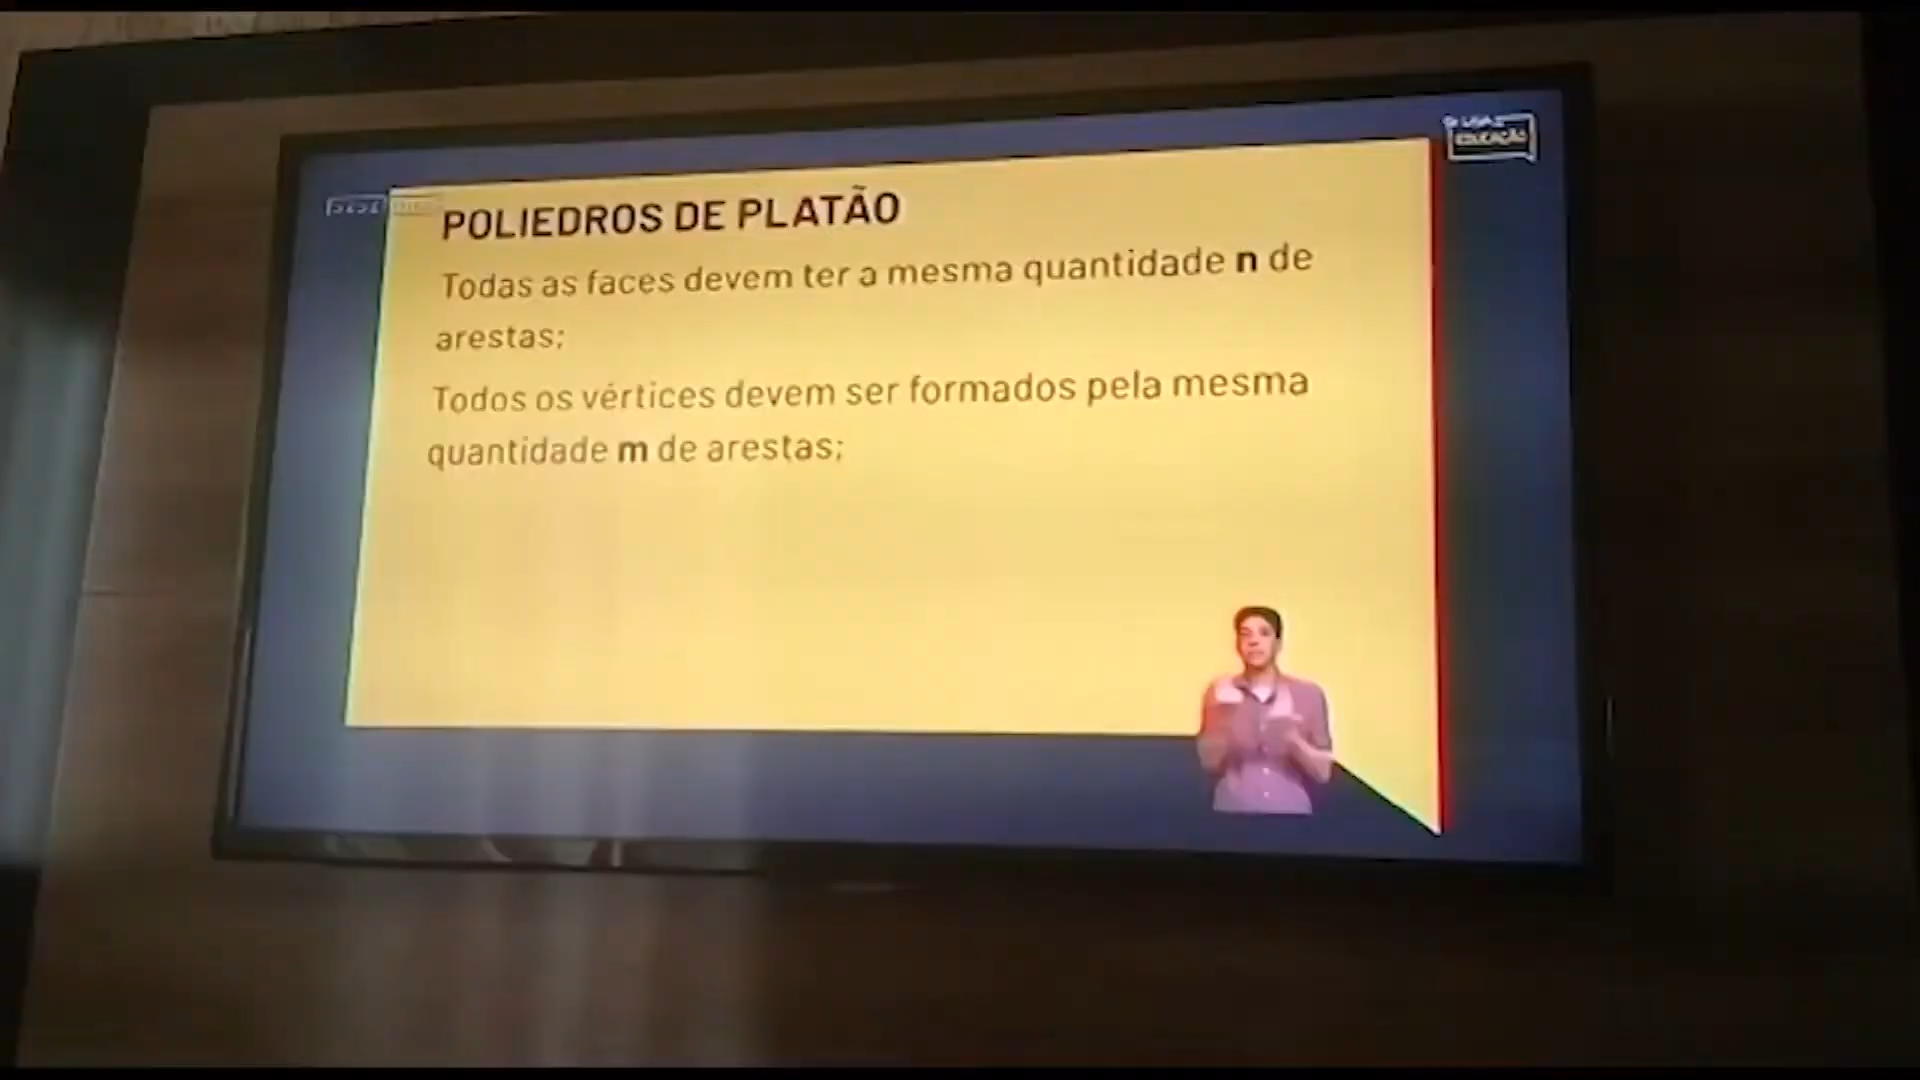 EDUCAÇÃO
POLIEDROS DE PLATÃO
Todas as faces devem ter a mesma quantidade n de
arestas;
Todos os vértices devem ser formados pela mesma
quantidade m de arestas;